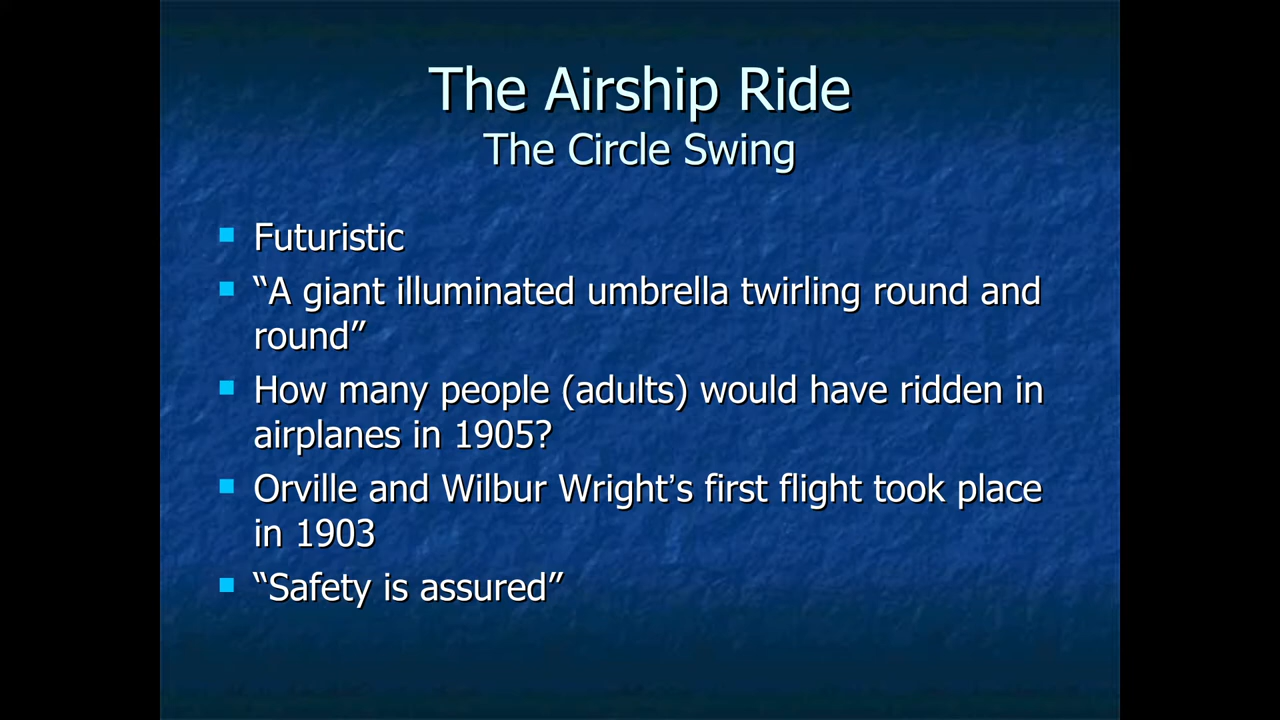 The Airship Ride
The Circle Swing
Futuristic
“A giant illuminated umbrella twirling round and
round”
How many people (adults) would have ridden in
airplanes in 1905?
Orville and Wilbur Wright’s first flight took place
in 1903
“Safety is assured”